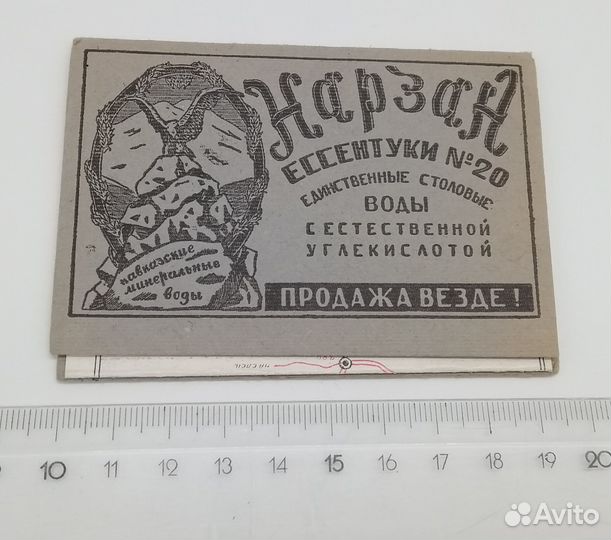 Нарзан
ЕССЕНТУКИ №20
ЕДИНСТВЕННЫЕ СТОЛОВЫЕ
ВОДЫ
С ЕСТЕСТВЕННОЙ
УГЛЕКИСЛОТОЙ
ПРОДАЖА ВЕЗДЕ!
кавказские
минеральные
воды
9 10 11 12 13 14 15 16 17 18 19 20
Avito